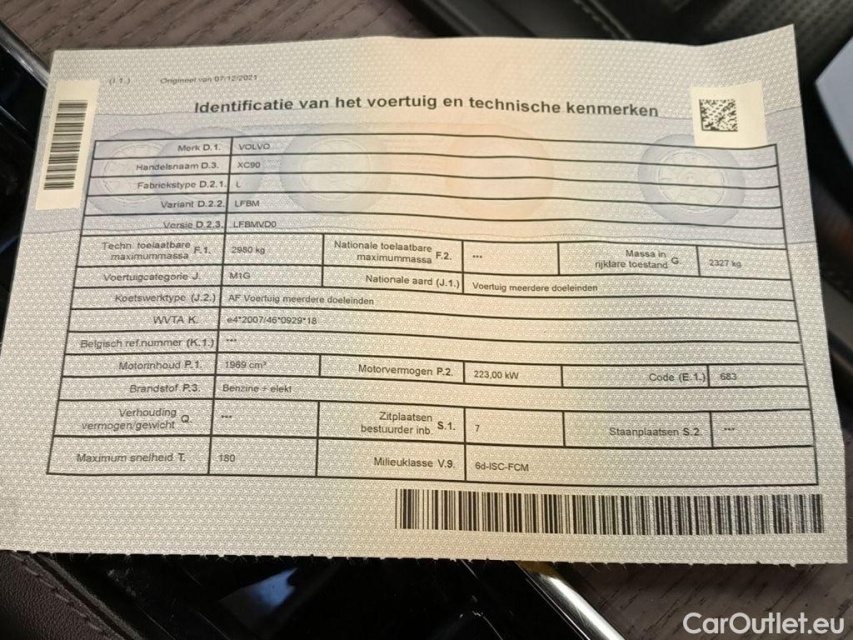 (I 1.) Origineel van 07/12/2021
Identificatie van het voertuig en technische kenmerken
Merk D.1. VOLVO
Handelsnaam D.3. XC90
Fabriekstype D.2.1. L
Variant D.2.2. LFBM
Versie D.2.3. LFBMVD0
Techn. toelaatbare maximummassa F.1. 2980 kg Nationale toelaatbare maximummassa F.2. --- Massa in rijklare toestand G. 2327 kg
Voertuigcategorie J. M1G Nationale aard (J.1.) Voertuig meerdere doeleinden
Koetswerktype (J.2.) AF Voertuig meerdere doeleinden
WVTA K. e4*2007/46*0929*18
Belgisch ref.nummer (K.1.) ---
Motorinhoud P.1. 1969 cm³ Motorvermogen P.2. 223,00 kW Code (E.1.) 683
Brandstof P.3. Benzine + elekt
Verhouding vermogen/gewicht Q. --- Zitplaatsen bestuurder inb. S.1. 7 Staanplaatsen S.2. ---
Maximum snelheid T. 180 Milieuklasse V.9. 6d-ISC-FCM
CarOutlet.eu